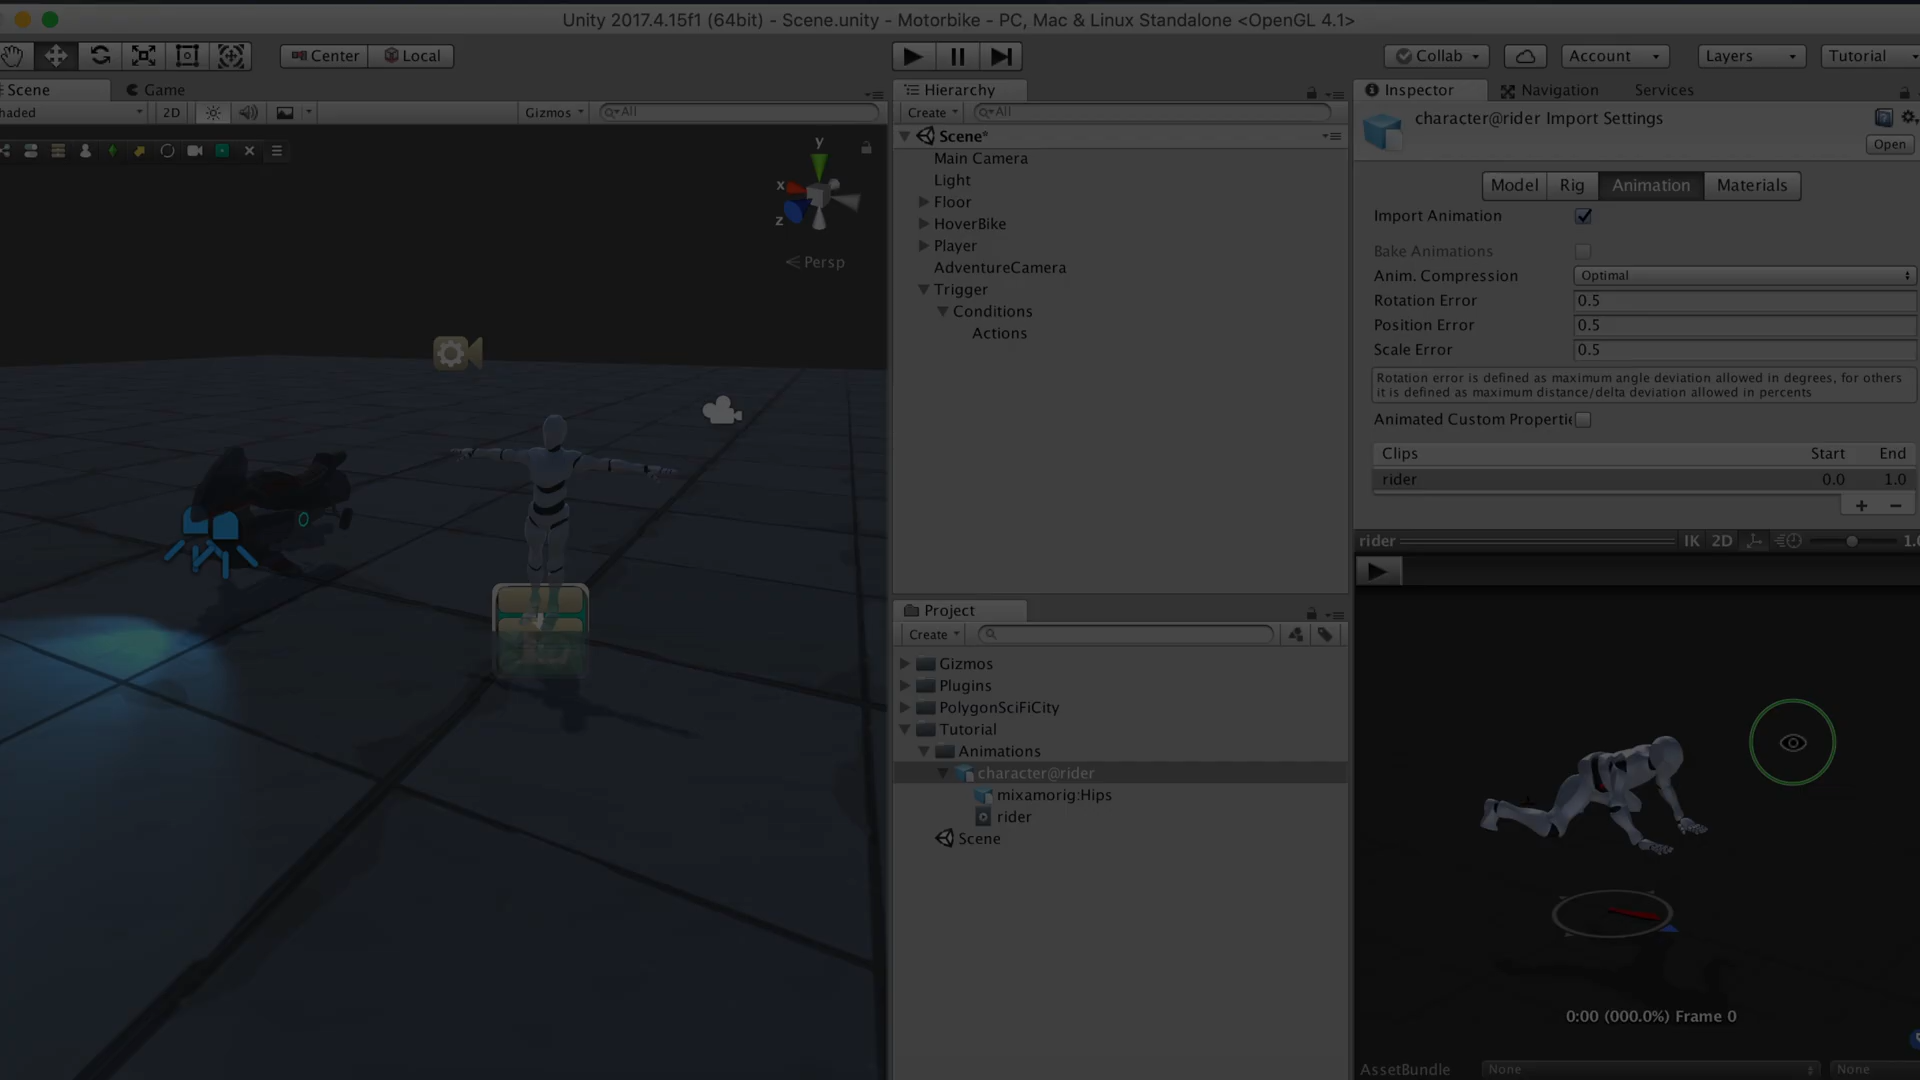 Unity 2017.4.15f1 (64bit) - Scene.unity - Motorbike - PC, Mac & Linux Standalone <OpenGL 4.1>
Center Local
Collab Account Layers Tutorial
Scene Game
haded 2D Gizmos All
y
x
z
Persp
Hierarchy
Create All
Scene*
Main Camera
Light
Floor
HoverBike
Player
AdventureCamera
Trigger
Conditions
Actions
Project
Create
Gizmos
Plugins
PolygonSciFiCity
Tutorial
Animations
character@rider
mixamorig:Hips
rider
Scene
Inspector Navigation Services
character@rider Import Settings
Open
Model Rig Animation Materials
Import Animation
Bake Animations
Anim. Compression Optimal
Rotation Error 0.5
Position Error 0.5
Scale Error 0.5
Rotation error is defined as maximum angle deviation allowed in degrees, for others
it is defined as maximum distance/delta deviation allowed in percents
Animated Custom Properti
Clips Start End
rider 0.0 1.0
+ −
rider IK 2D 1.0
0:00 (000.0%) Frame 0
AssetBundle None None